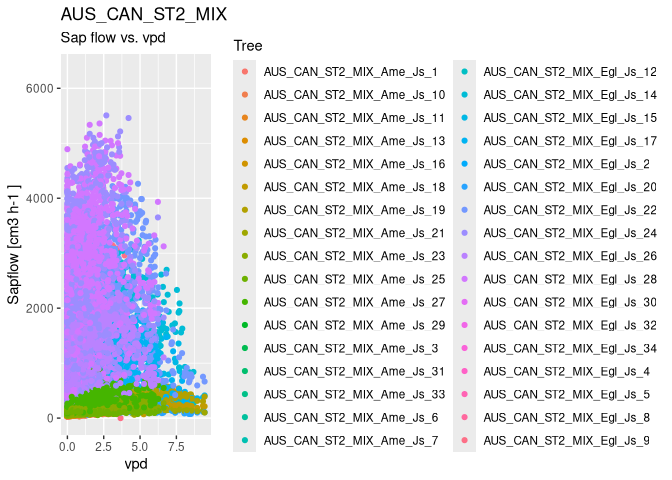 AUS_CAN_ST2_MIX
Sap flow vs. vpd
Sapflow [cm3 h-1 ]
6000
4000
2000
0
0.0 2.5 5.0 7.5
vpd
Tree
AUS_CAN_ST2_MIX_Ame_Js_1
AUS_CAN_ST2_MIX_Ame_Js_10
AUS_CAN_ST2_MIX_Ame_Js_11
AUS_CAN_ST2_MIX_Ame_Js_13
AUS_CAN_ST2_MIX_Ame_Js_16
AUS_CAN_ST2_MIX_Ame_Js_18
AUS_CAN_ST2_MIX_Ame_Js_19
AUS_CAN_ST2_MIX_Ame_Js_21
AUS_CAN_ST2_MIX_Ame_Js_23
AUS_CAN_ST2_MIX_Ame_Js_25
AUS_CAN_ST2_MIX_Ame_Js_27
AUS_CAN_ST2_MIX_Ame_Js_29
AUS_CAN_ST2_MIX_Ame_Js_3
AUS_CAN_ST2_MIX_Ame_Js_31
AUS_CAN_ST2_MIX_Ame_Js_33
AUS_CAN_ST2_MIX_Ame_Js_6
AUS_CAN_ST2_MIX_Ame_Js_7
AUS_CAN_ST2_MIX_Egl_Js_12
AUS_CAN_ST2_MIX_Egl_Js_14
AUS_CAN_ST2_MIX_Egl_Js_15
AUS_CAN_ST2_MIX_Egl_Js_17
AUS_CAN_ST2_MIX_Egl_Js_2
AUS_CAN_ST2_MIX_Egl_Js_20
AUS_CAN_ST2_MIX_Egl_Js_22
AUS_CAN_ST2_MIX_Egl_Js_24
AUS_CAN_ST2_MIX_Egl_Js_26
AUS_CAN_ST2_MIX_Egl_Js_28
AUS_CAN_ST2_MIX_Egl_Js_30
AUS_CAN_ST2_MIX_Egl_Js_32
AUS_CAN_ST2_MIX_Egl_Js_34
AUS_CAN_ST2_MIX_Egl_Js_4
AUS_CAN_ST2_MIX_Egl_Js_5
AUS_CAN_ST2_MIX_Egl_Js_8
AUS_CAN_ST2_MIX_Egl_Js_9